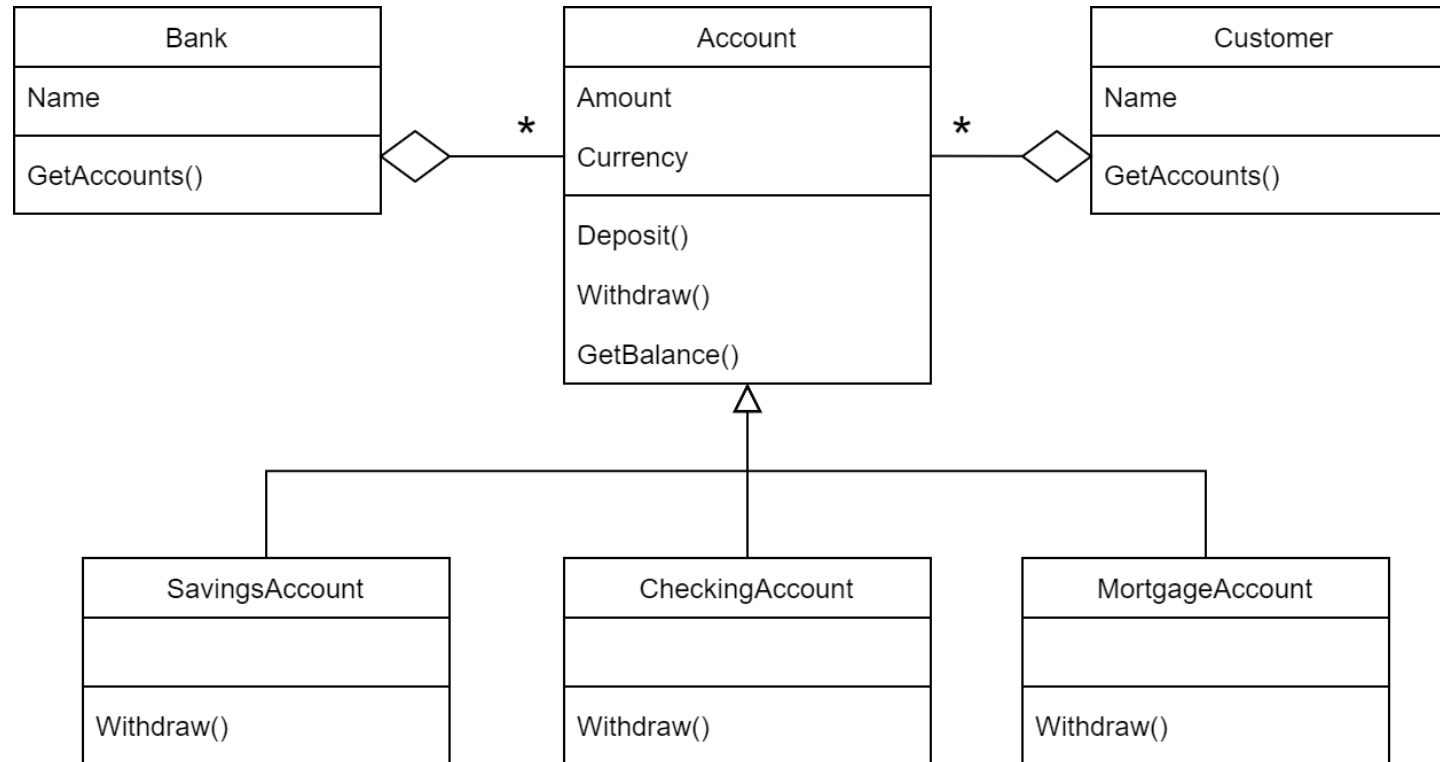 Bank
Name
GetAccounts()
*
Account
Amount
Currency
Deposit()
Withdraw()
GetBalance()
*
Customer
Name
GetAccounts()
SavingsAccount
Withdraw()
CheckingAccount
Withdraw()
MortgageAccount
Withdraw()